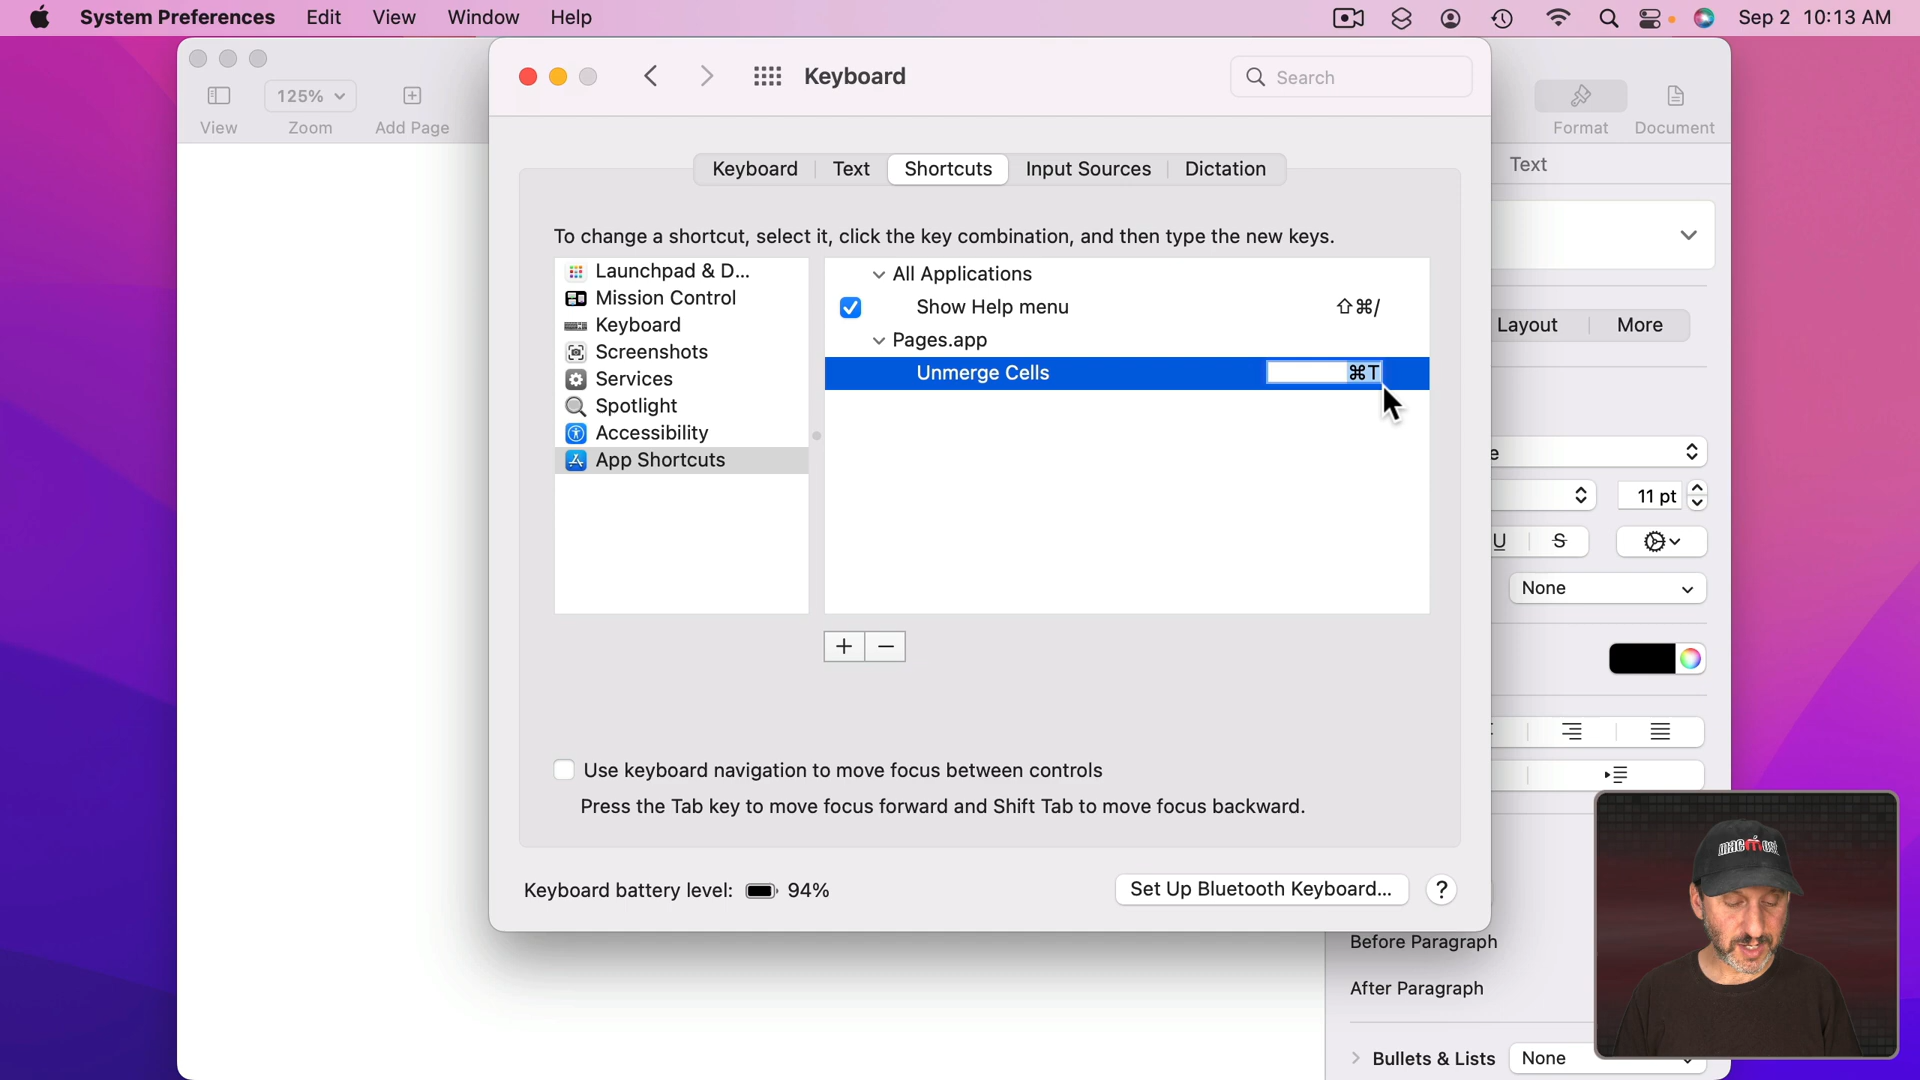 System Preferences Edit View Window Help Sep 2 10:13 AM
125%
View Zoom Add Page
Keyboard
Search
Format Document
Keyboard Text Shortcuts Input Sources Dictation
Text
To change a shortcut, select it, click the key combination, and then type the new keys.
Launchpad & D...
Mission Control
Keyboard
Screenshots
Services
Spotlight
Accessibility
App Shortcuts
All Applications
Show Help menu ⇧⌘/
Pages.app
Unmerge Cells ⌘T
Layout More
e
11 pt
U S
None
+ −
Use keyboard navigation to move focus between controls
Press the Tab key to move focus forward and Shift Tab to move focus backward.
Keyboard battery level: 94%
Set Up Bluetooth Keyboard... ?
Before Paragraph
After Paragraph
Bullets & Lists None
macmost